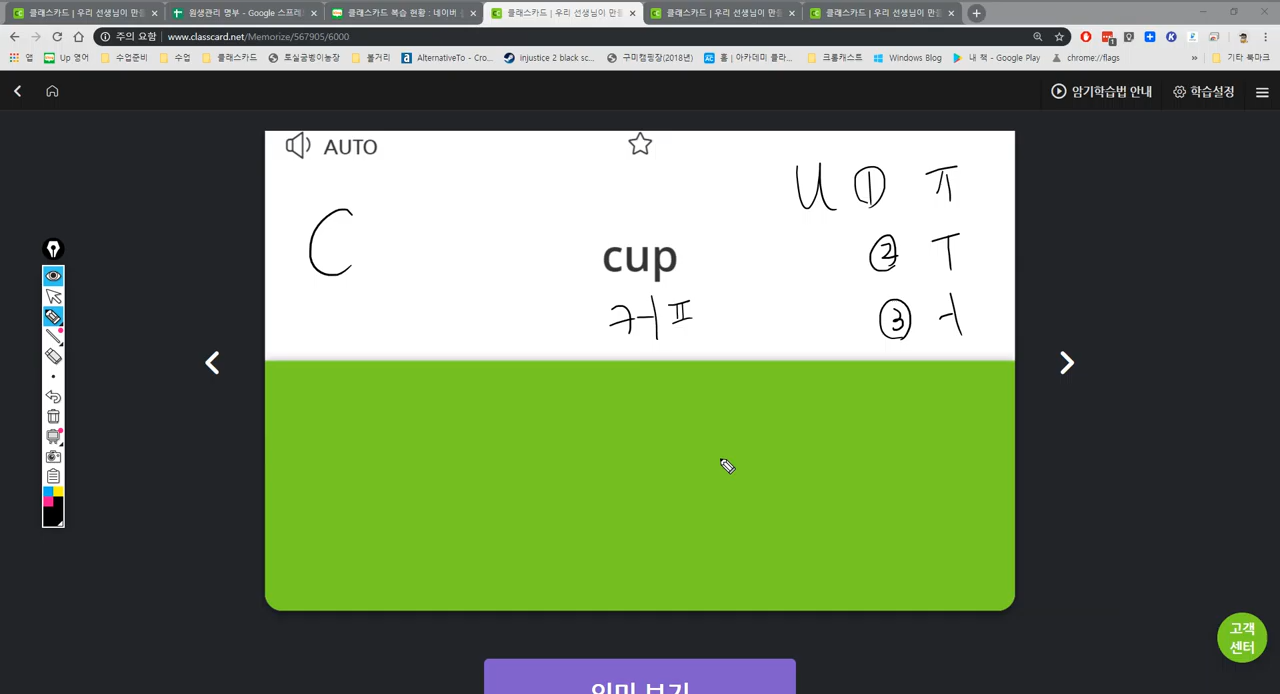 클래스카드 | 우리 선생님이 만든
원생관리 명부 - Google 스프레
클래스카드 복습 현황 : 네이버
클래스카드 | 우리 선생님이 만든
클래스카드 | 우리 선생님이 만든
클래스카드 | 우리 선생님이 만든
주의 요함 www.classcard.net/Memorize/567905/6000
앱 Up 영어 수업준비 수업 클래스카드 토실굼벵이농장 볼거리 AlternativeTo - Cro... Injustice 2 black sc... 구미캠핑장(2018년) 홈 | 아카데미 클라... 크롬캐스트 Windows Blog 내 책 - Google Play chrome://flags » 기타 북마크
암기학습법 안내 학습설정
AUTO
U ① ㅠ
C cup ② ㅜ
ㅋㅓㅍ ③ ㅓ
고객
센터
의미 보기